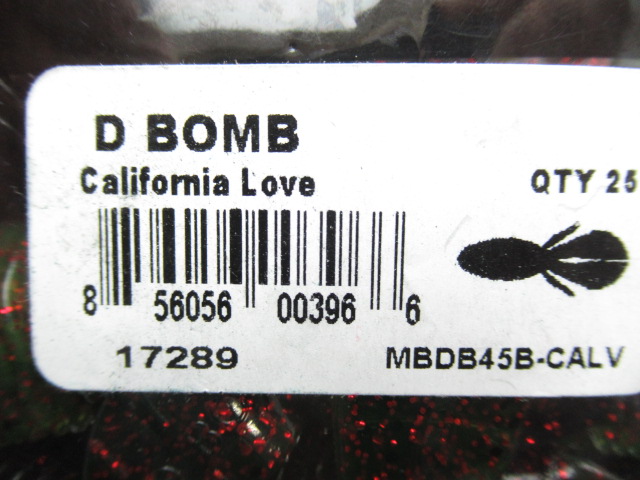 D BOMB
California Love QTY 25
8 56056 00396 6
17289 MBDB45B-CALV